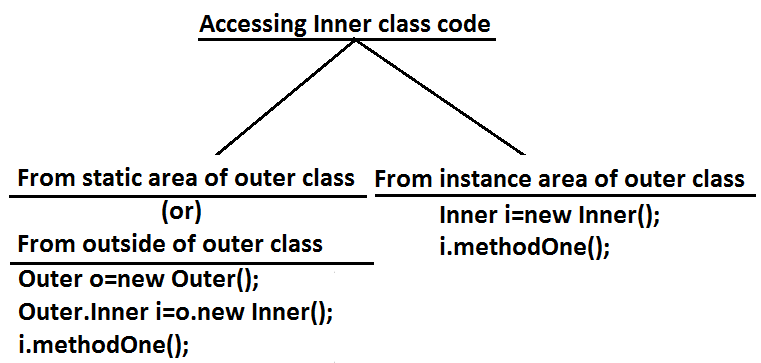 Accessing Inner class code
From static area of outer class
(or)
From outside of outer class
Outer o=new Outer();
Outer.Inner i=o.new Inner();
i.methodOne();
From instance area of outer class
Inner i=new Inner();
i.methodOne();